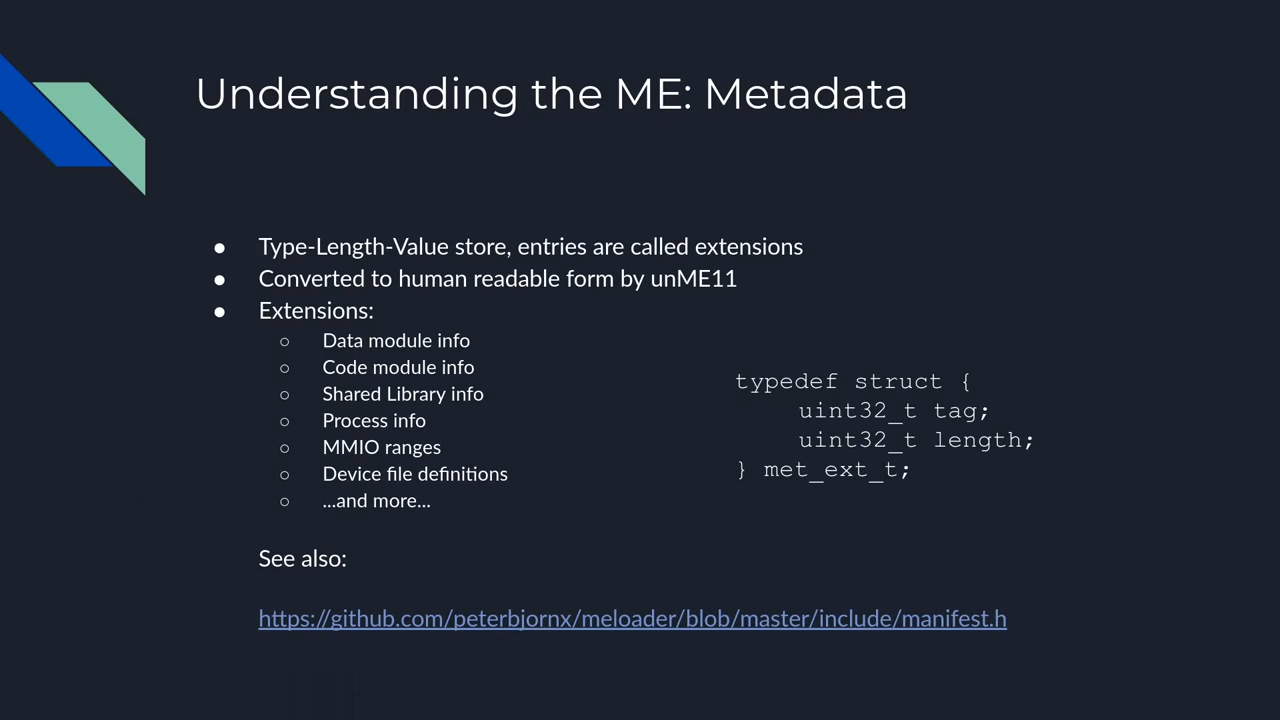 Understanding the ME: Metadata
● Type-Length-Value store, entries are called extensions
● Converted to human readable form by unME11
● Extensions:
○ Data module info
○ Code module info
○ Shared Library info
○ Process info
○ MMIO ranges
○ Device file definitions
○ ...and more...
typedef struct {
uint32_t tag;
uint32_t length;
} met_ext_t;
See also:
https://github.com/peterbjornx/meloader/blob/master/include/manifest.h